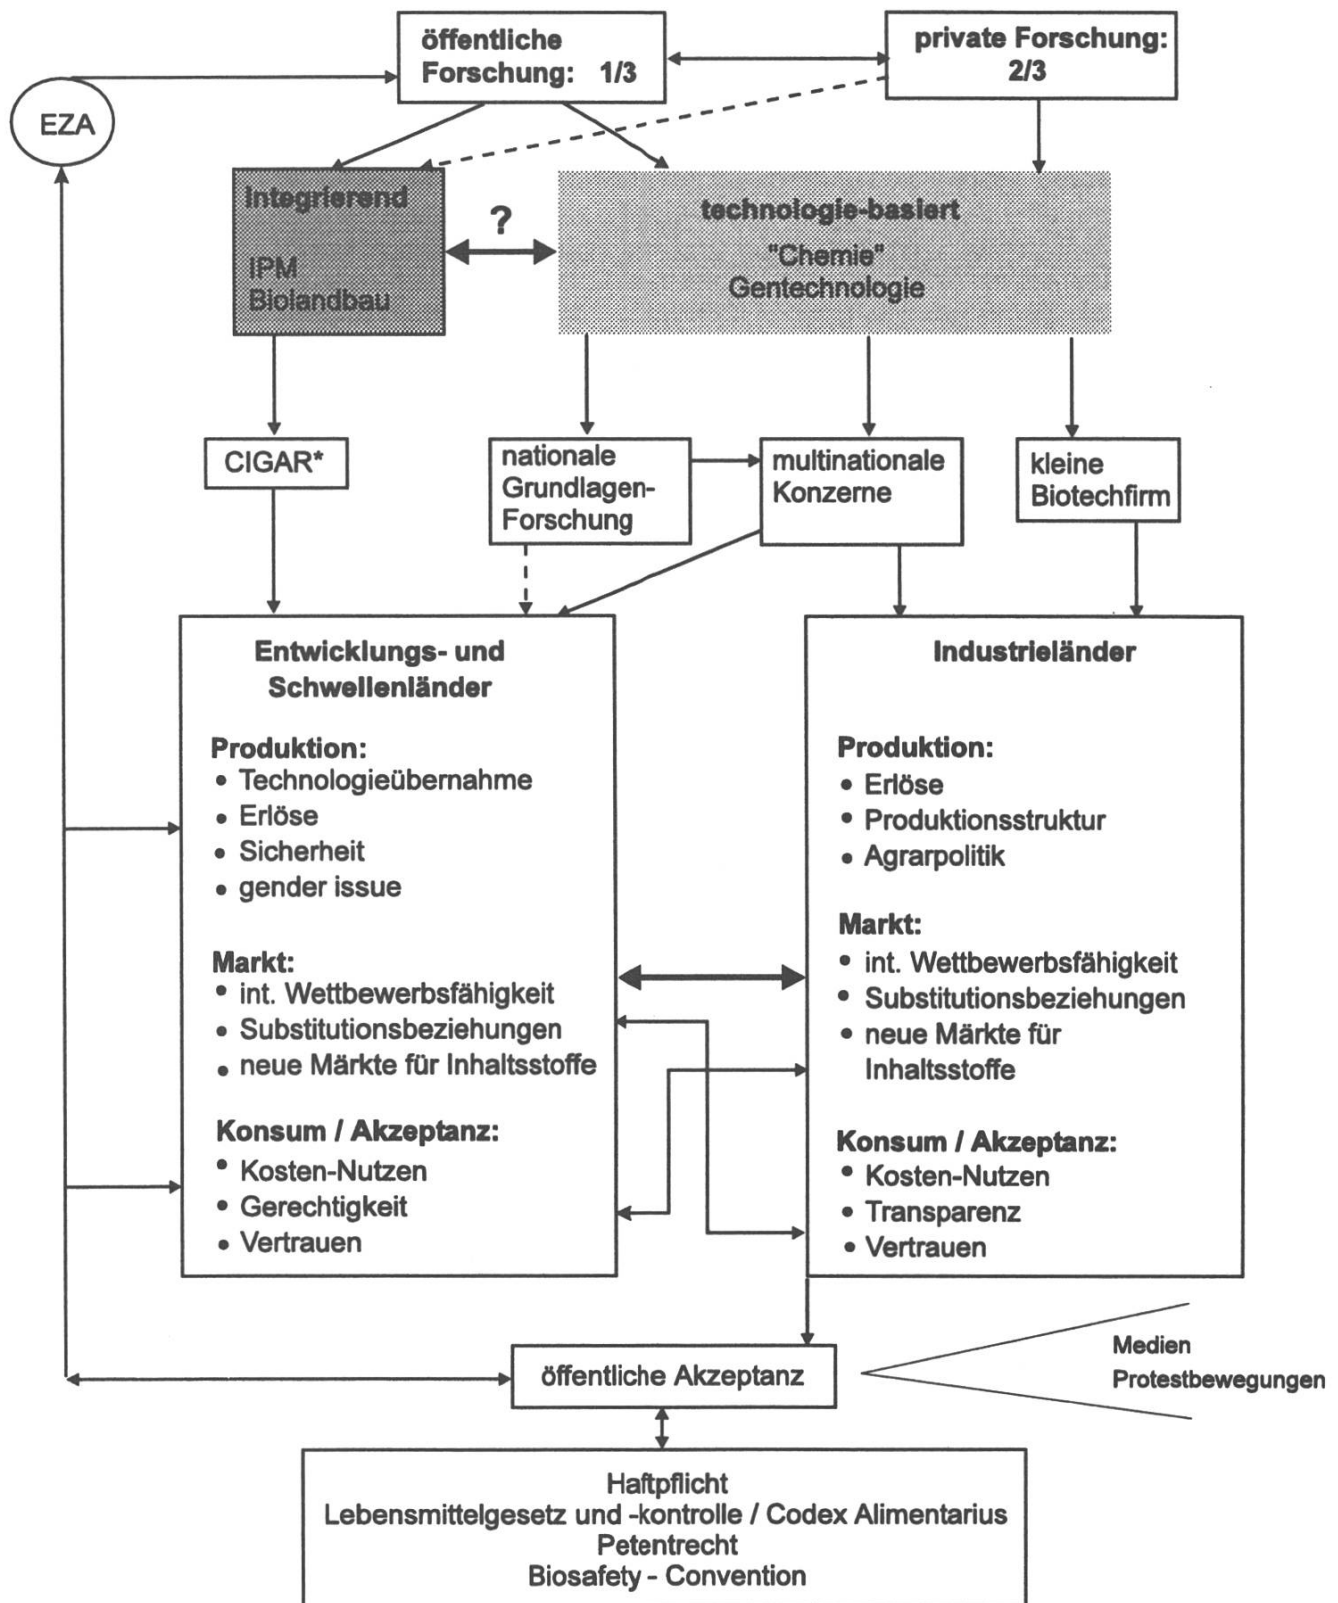 öffentliche
Forschung: 1/3
private Forschung:
2/3
EZA
Integrierend
IPM
Biolandbau
?
technologie-basiert
"Chemie"
Gentechnologie
CIGAR*
nationale
Grundlagen-
Forschung
multinationale
Konzerne
kleine
Biotechfirm
Entwicklungs- und
Schwellenländer
Produktion:
• Technologieübernahme
• Erlöse
• Sicherheit
• gender issue
Markt:
• int. Wettbewerbsfähigkeit
• Substitutionsbeziehungen
• neue Märkte für Inhaltsstoffe
Konsum / Akzeptanz:
• Kosten-Nutzen
• Gerechtigkeit
• Vertrauen
Industrieländer
Produktion:
• Erlöse
• Produktionsstruktur
• Agrarpolitik
Markt:
• int. Wettbewerbsfähigkeit
• Substitutionsbeziehungen
• neue Märkte für
Inhaltsstoffe
Konsum / Akzeptanz:
• Kosten-Nutzen
• Transparenz
• Vertrauen
öffentliche Akzeptanz
Medien
Protestbewegungen
Haftpflicht
Lebensmittelgesetz und -kontrolle / Codex Alimentarius
Petentrecht
Biosafety - Convention